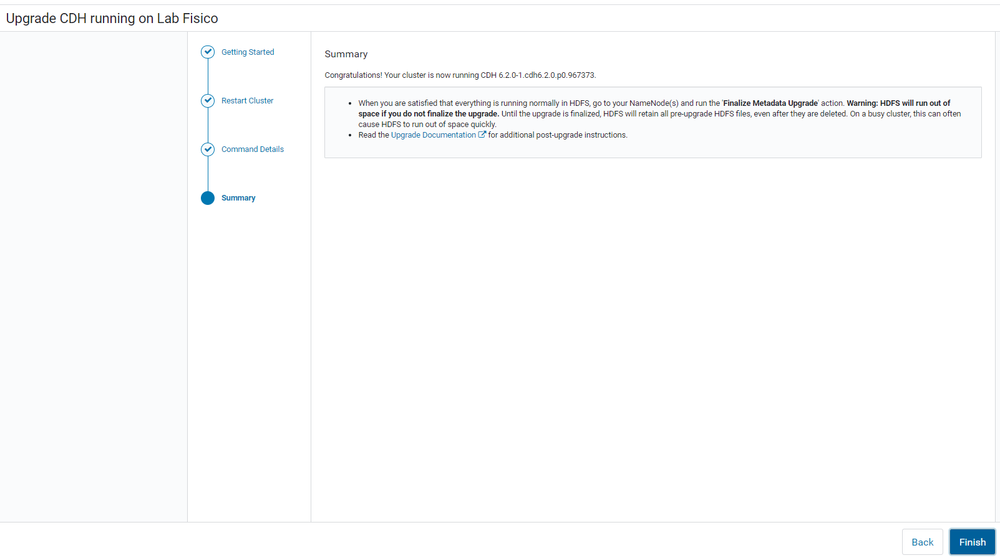 Upgrade CDH running on Lab Fisico
Getting Started
Restart Cluster
Command Details
Summary
Summary
Congratulations! Your cluster is now running CDH 6.2.0-1.cdh6.2.0.p0.967373.
• When you are satisfied that everything is running normally in HDFS, go to your NameNode(s) and run the 'Finalize Metadata Upgrade' action. Warning: HDFS will run out of
space if you do not finalize the upgrade. Until the upgrade is finalized, HDFS will retain all pre-upgrade HDFS files, even after they are deleted. On a busy cluster, this can often
cause HDFS to run out of space quickly.
• Read the Upgrade Documentation for additional post-upgrade instructions.
Back
Finish